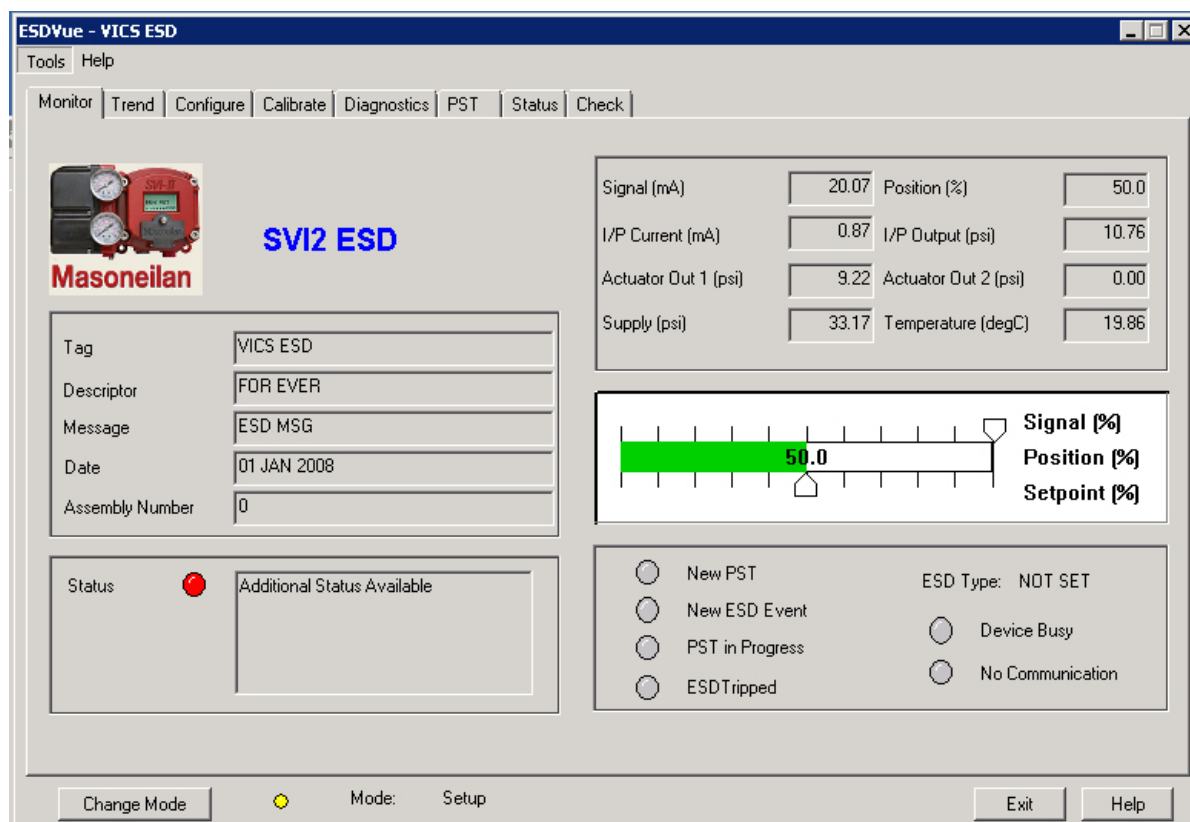 ESDVue - VICS ESD
Tools Help
Monitor Trend Configure Calibrate Diagnostics PST Status Check
SVI-II
Masoneilan
SVI2 ESD
Signal (mA) 20.07 Position (%) 50.0
I/P Current (mA) 0.87 I/P Output (psi) 10.76
Actuator Out 1 (psi) 9.22 Actuator Out 2 (psi) 0.00
Supply (psi) 33.17 Temperature (degC) 19.86
Tag VICS ESD
Descriptor FOR EVER
Message ESD MSG
Date 01 JAN 2008
Assembly Number 0
Signal (%)
50.0 Position (%)
Setpoint (%)
Status Additional Status Available
New PST
New ESD Event
PST in Progress
ESDTripped
ESD Type: NOT SET
Device Busy
No Communication
Change Mode Mode: Setup Exit Help